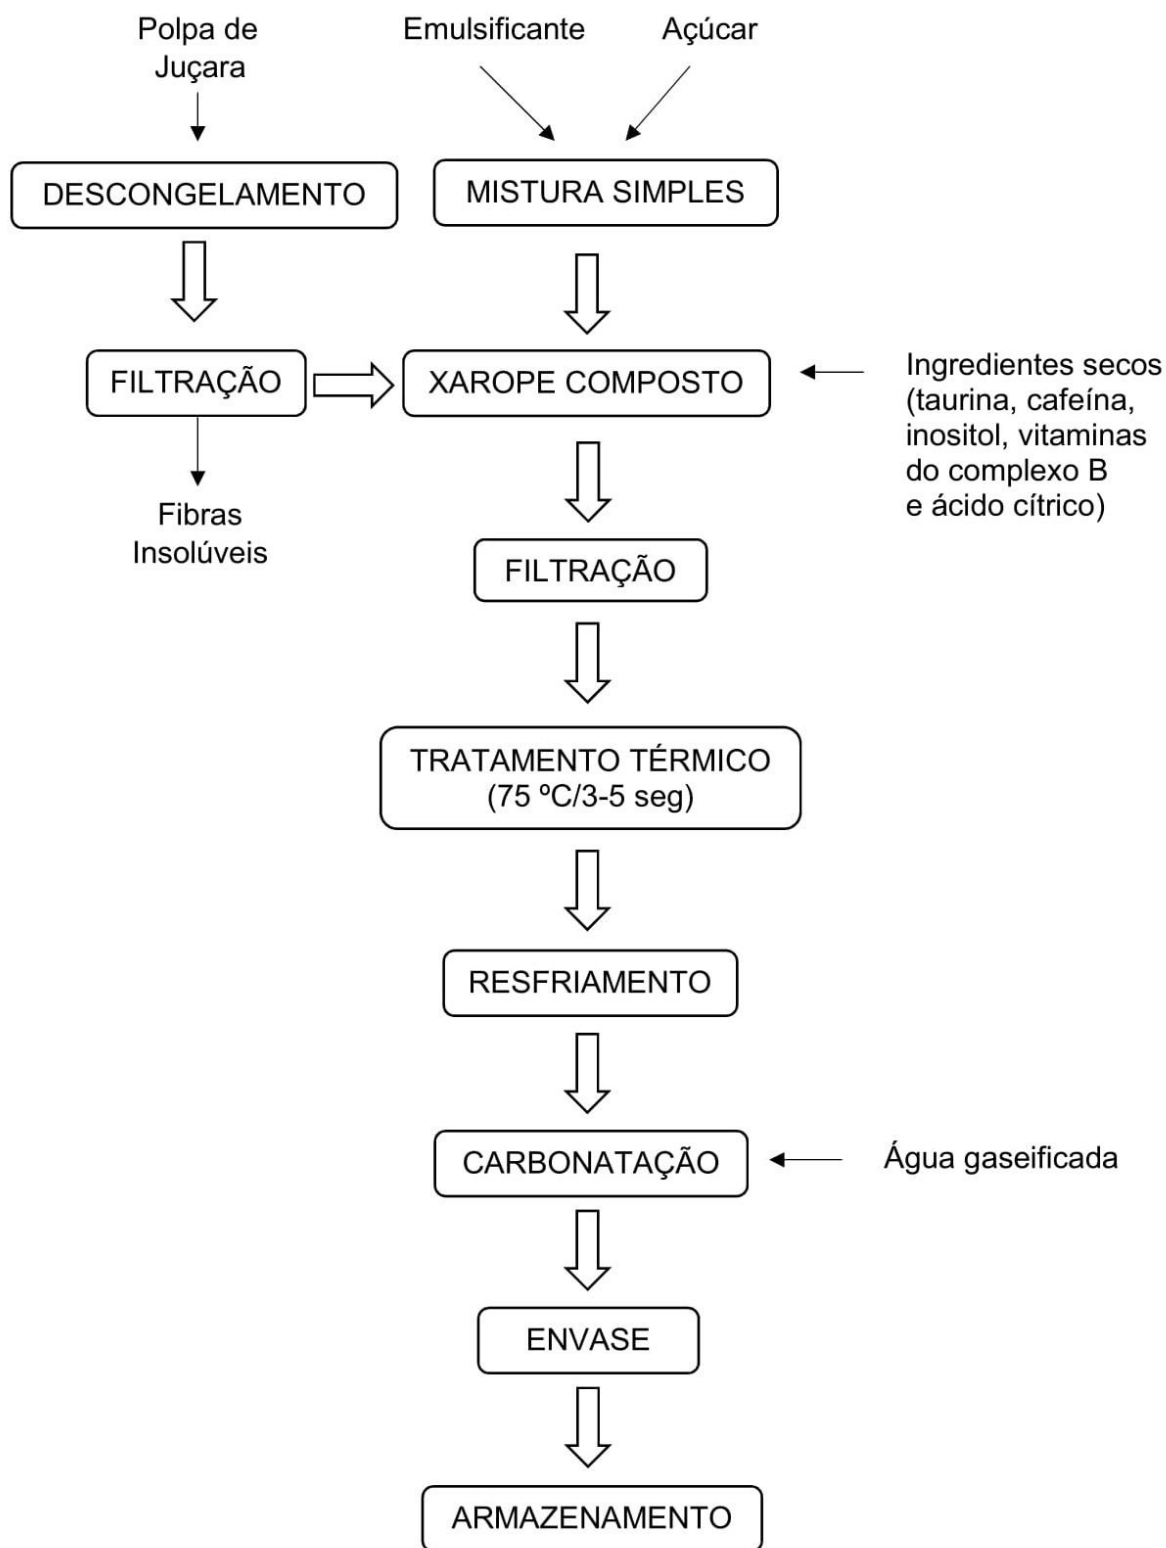 Polpa de
Juçara
Emulsificante
Açúcar
DESCONGELAMENTO
MISTURA SIMPLES
FILTRAÇÃO
XAROPE COMPOSTO
Ingredientes secos
(taurina, cafeína,
inositol, vitaminas
do complexo B
e ácido cítrico)
Fibras
Insolúveis
FILTRAÇÃO
TRATAMENTO TÉRMICO
(75 ºC/3-5 seg)
RESFRIAMENTO
CARBONATAÇÃO
Água gaseificada
ENVASE
ARMAZENAMENTO